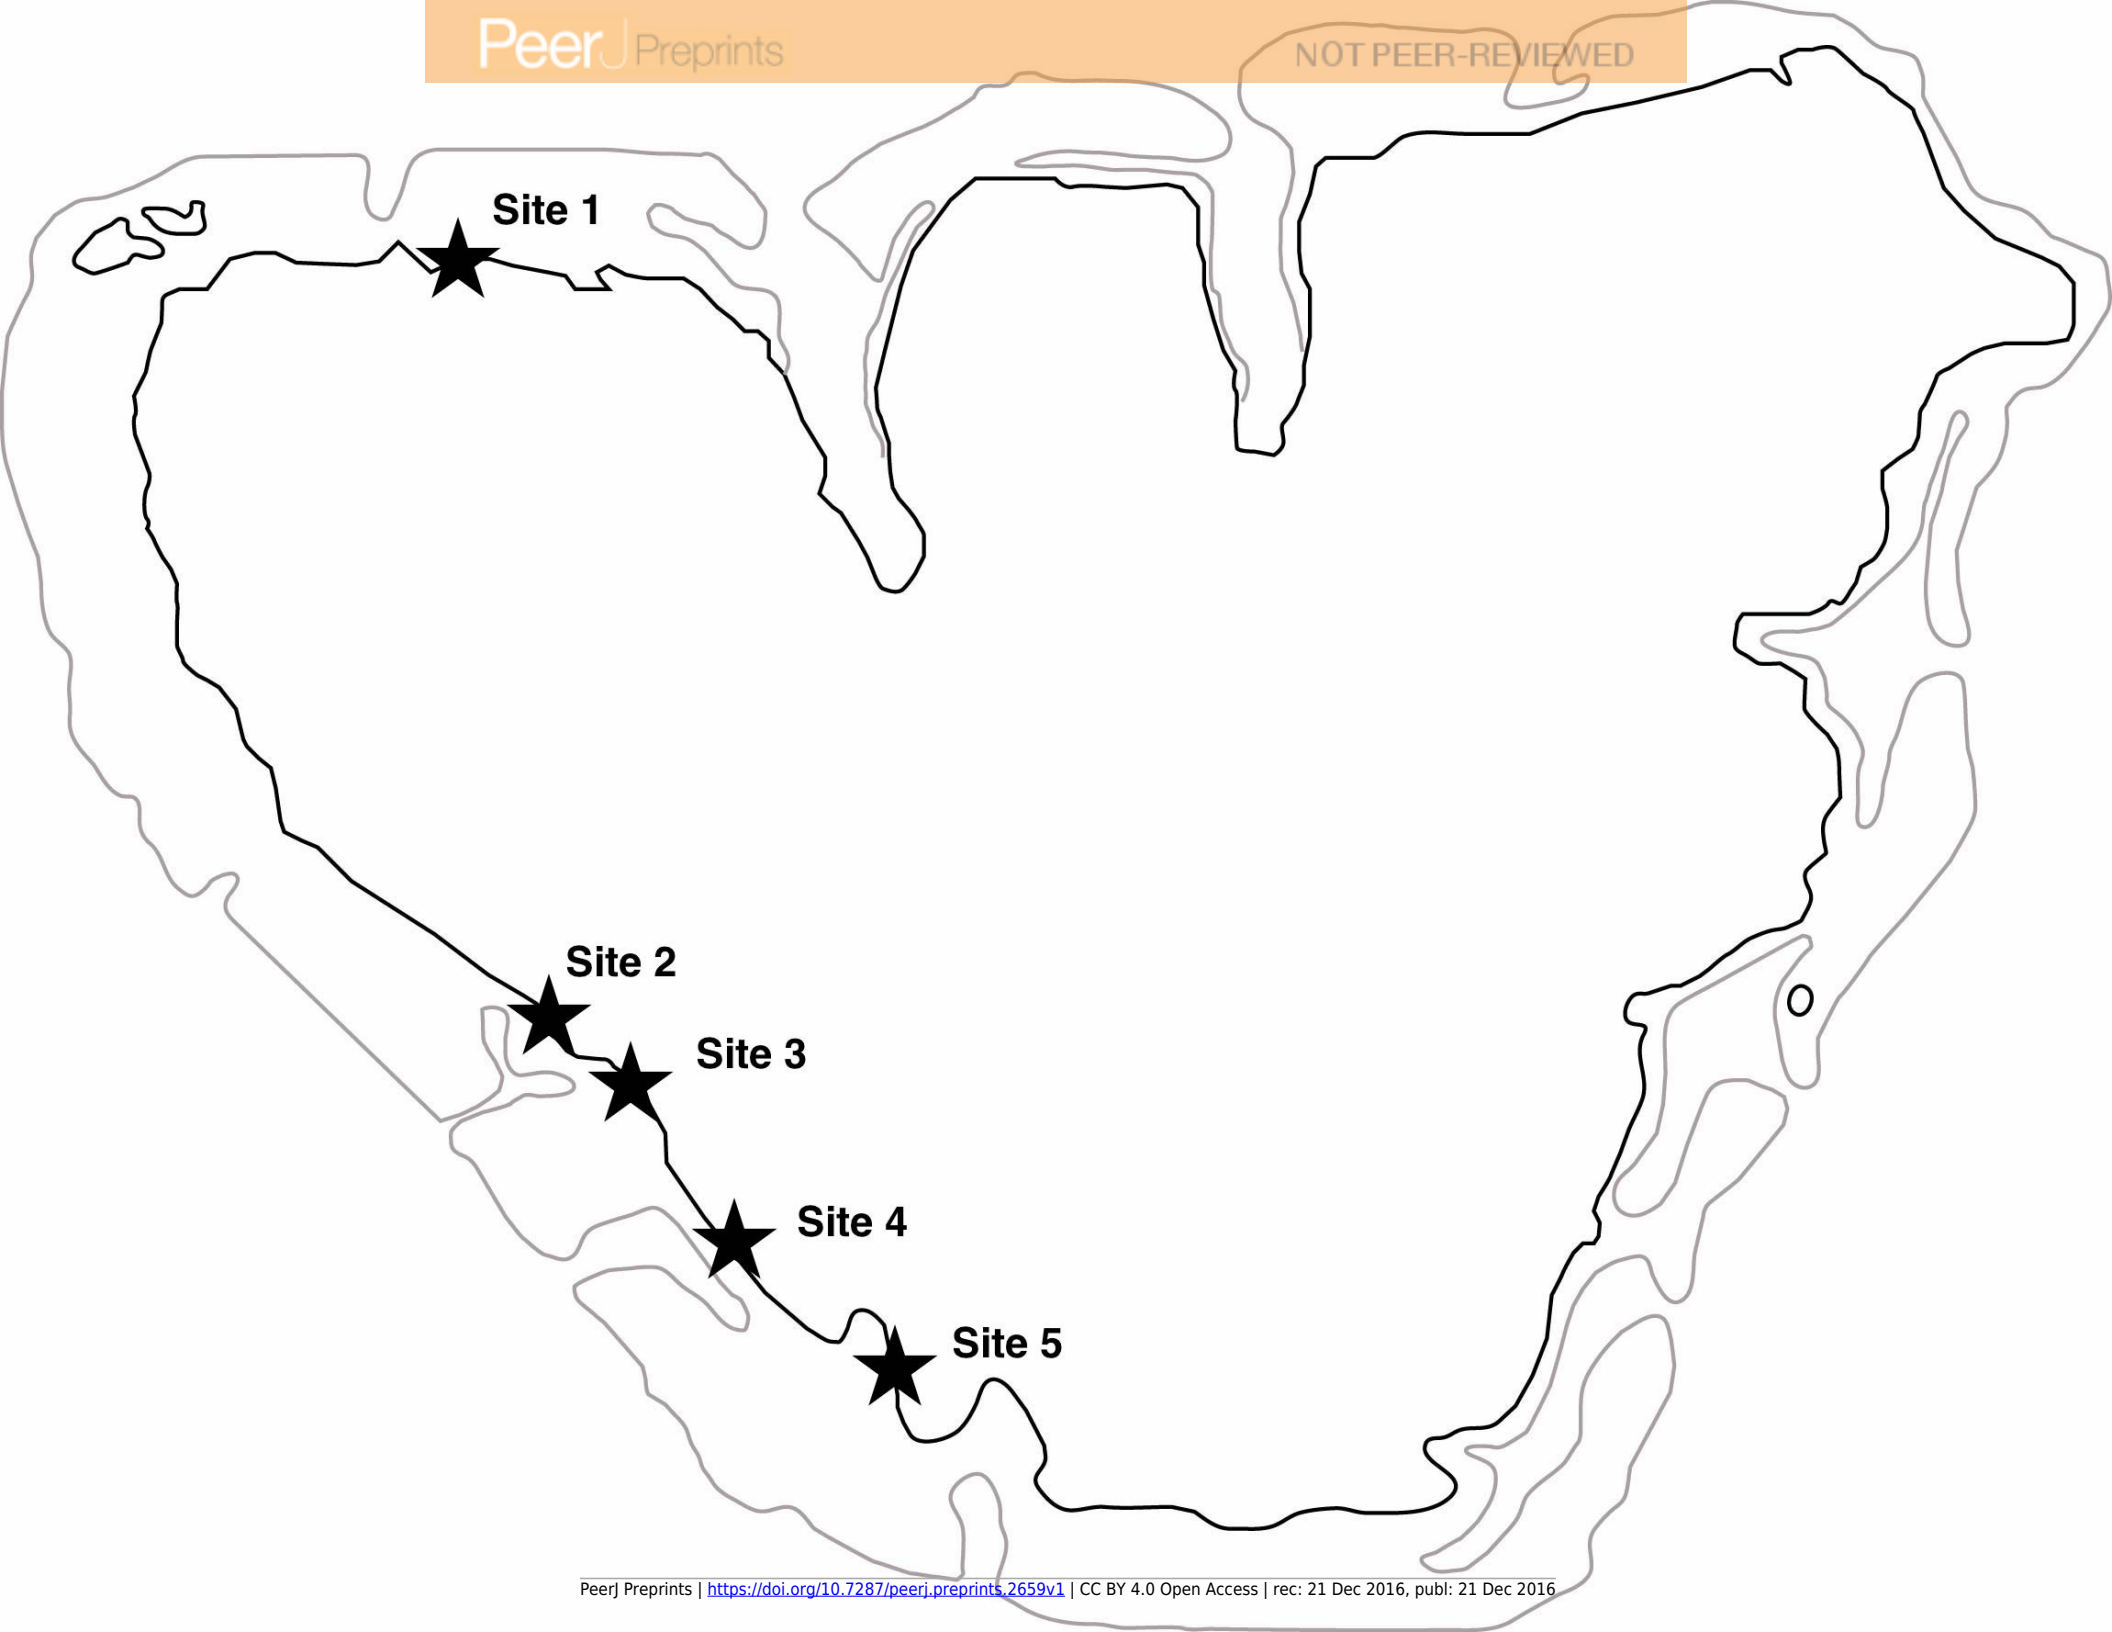 PeerJ Preprints
NOT PEER-REVIEWED
Site 1
Site 2
Site 3
Site 4
Site 5
PeerJ Preprints | https://doi.org/10.7287/peerj.preprints.2659v1 | CC BY 4.0 Open Access | rec: 21 Dec 2016, publ: 21 Dec 2016